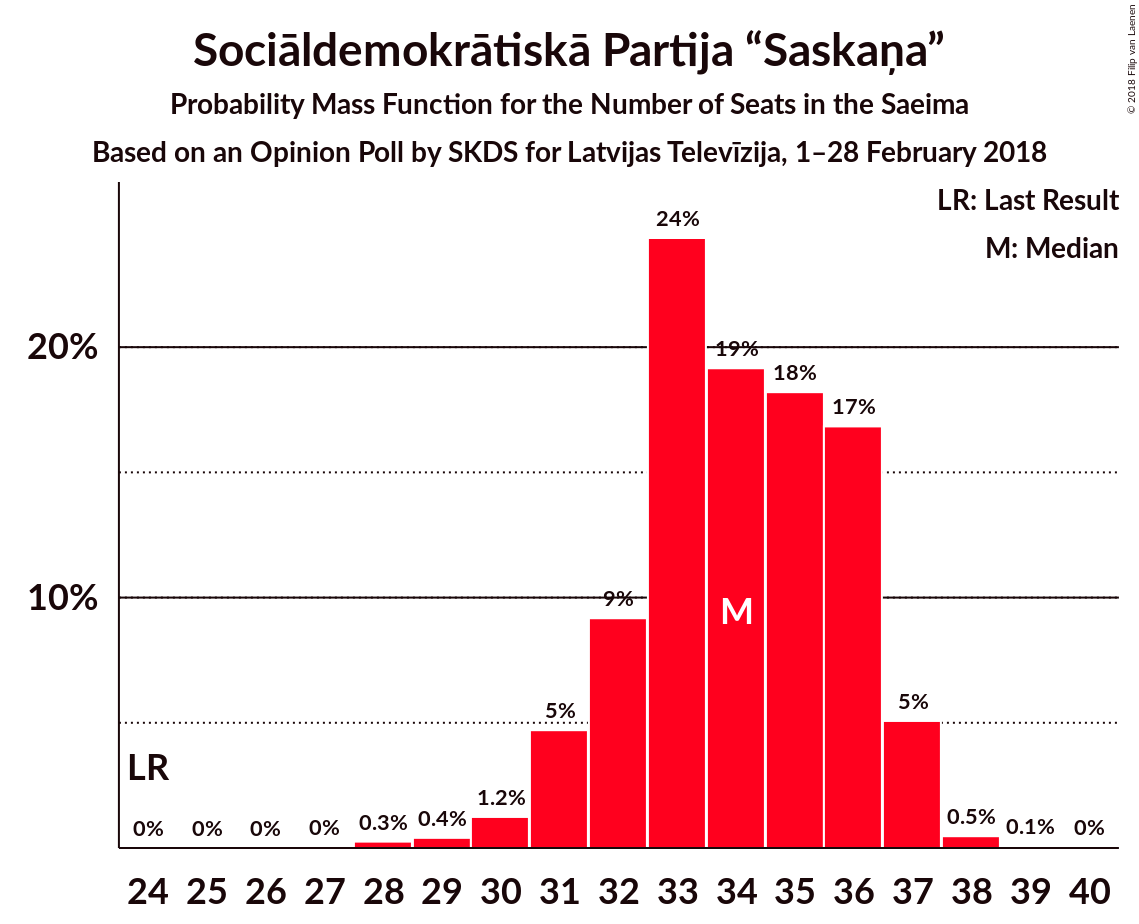 Sociāldemokrātiskā Partija “Saskaņa”
Probability Mass Function for the Number of Seats in the Saeima
Based on an Opinion Poll by SKDS for Latvijas Televīzija, 1–28 February 2018
© 2018 Filip van Laenen
LR: Last Result
M: Median
20%
10%
24%
19%
18%
17%
9%
M
5%
5%
LR
0% 0% 0% 0% 0.3% 0.4% 1.2% 0.5% 0.1% 0%
24 25 26 27 28 29 30 31 32 33 34 35 36 37 38 39 40